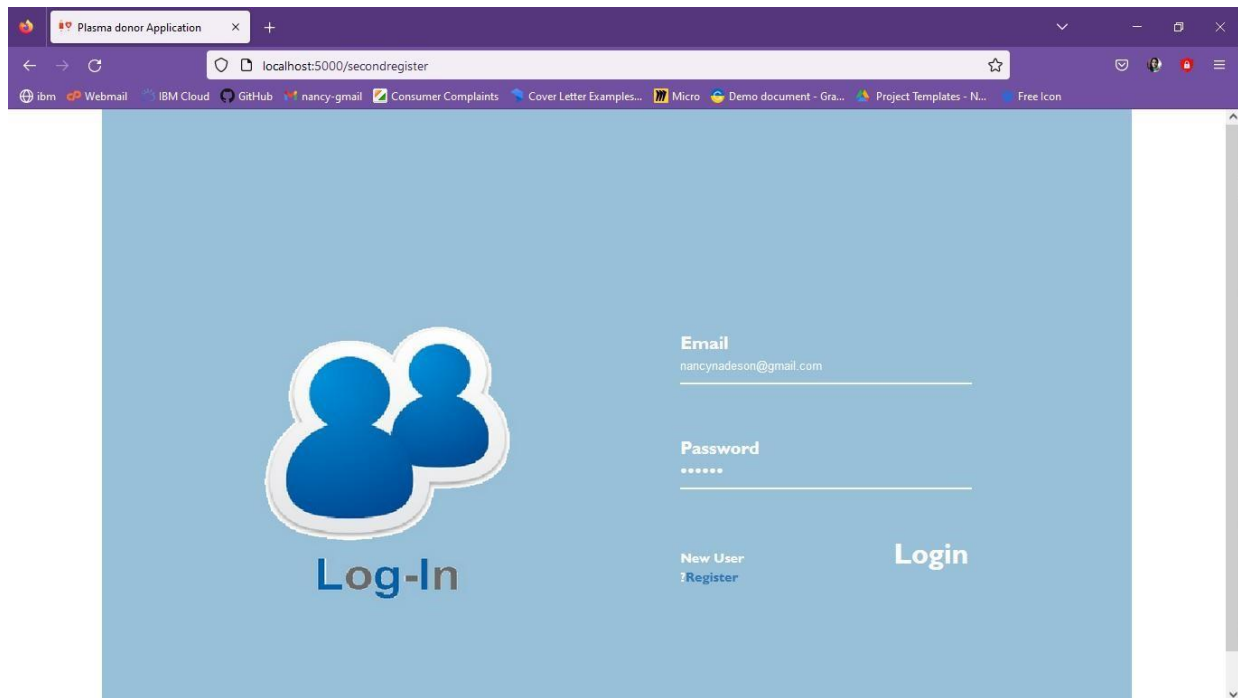 Plasma donor Application
localhost:5000/secondregister
ibm Webmail IBM Cloud GitHub nancy-gmail Consumer Complaints Cover Letter Examples... Micro Demo document - Gra... Project Templates - N... Free Icon
Email
nancynadeson@gmail.com
Password
••••••
New User
?Register
Login
Log-In